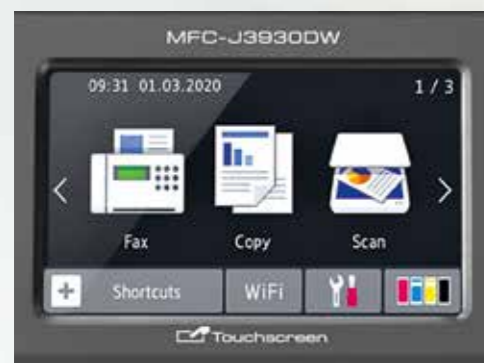 MFC-J3930DW
09:31 01.03.2020 1 / 3
Fax Copy Scan
+ Shortcuts WiFi
Touchscreen